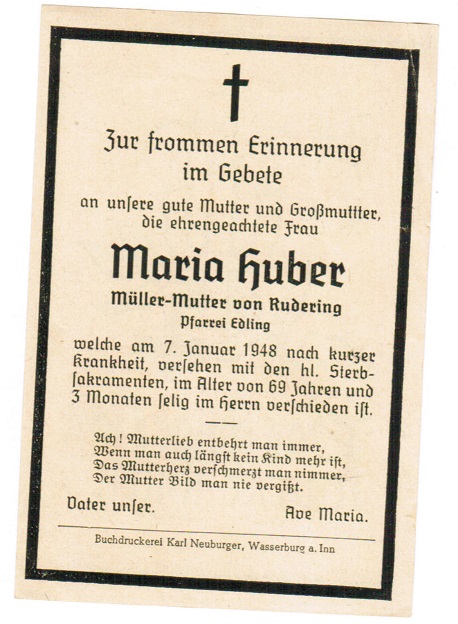 Zur frommen Erinnerung
im Gebete
an unsere gute Mutter und Großmuttter,
die ehrengeachtete Frau
Maria Huber
Müller-Mutter von Rudering
Pfarrei Edling
welche am 7. Januar 1948 nach kurzer
Krankheit, versehen mit den hl. Sterb-
sakramenten, im Alter von 69 Jahren und
3 Monaten selig im Herrn verschieden ist.
Ach! Mutterlieb entbehrt man immer,
Wenn man auch längst kein Kind mehr ist,
Das Mutterherz verschmerzt man nimmer,
Der Mutter Bild man nie vergißt.
Vater unser. Ave Maria.
Buchdruckerei Karl Neuburger, Wasserburg a. Inn